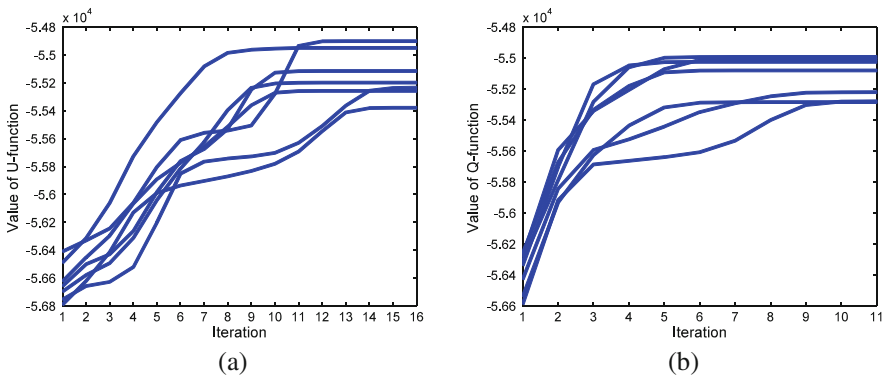 x 10⁴
-5.48
-5.5
-5.52
-5.54
-5.56
-5.58
-5.6
-5.62
-5.64
-5.66
-5.68
Value of U-function
1 2 3 4 5 6 7 8 9 10 11 12 13 14 15 16
Iteration
(a)
x 10⁴
-5.48
-5.5
-5.52
-5.54
-5.56
-5.58
-5.6
-5.62
-5.64
-5.66
Value of Q-function
1 2 3 4 5 6 7 8 9 10 11
Iteration
(b)